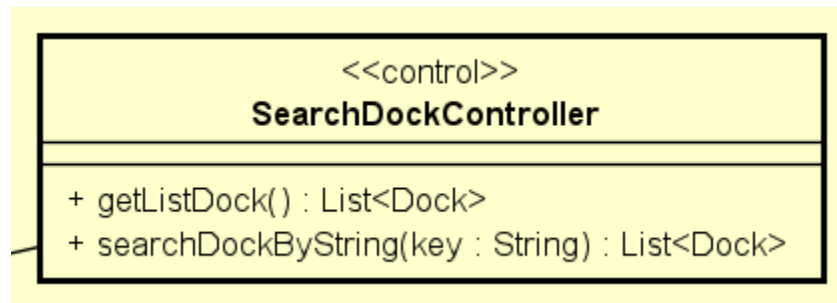 <<control>>
SearchDockController
+ getListDock() : List<Dock>
+ searchDockByString(key : String) : List<Dock>